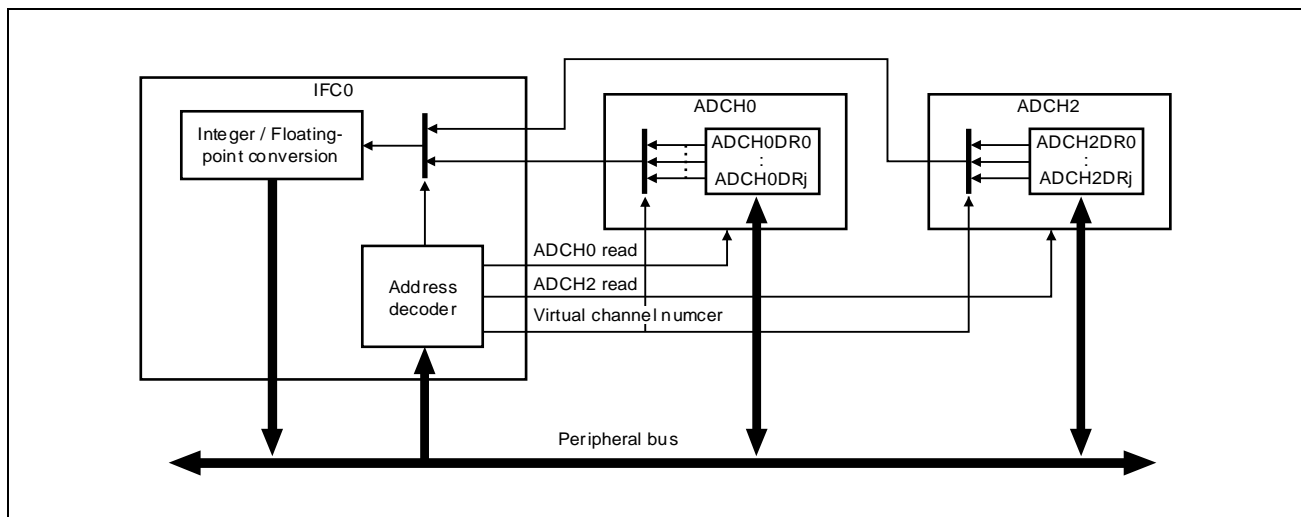 IFC0
Integer / Floating-
point conversion
ADCH0
ADCH0DR0
:
ADCH0DRj
ADCH2
ADCH2DR0
:
ADCH2DRj
Address
decoder
ADCH0 read
ADCH2 read
Virtual channel numcer
Peripheral bus